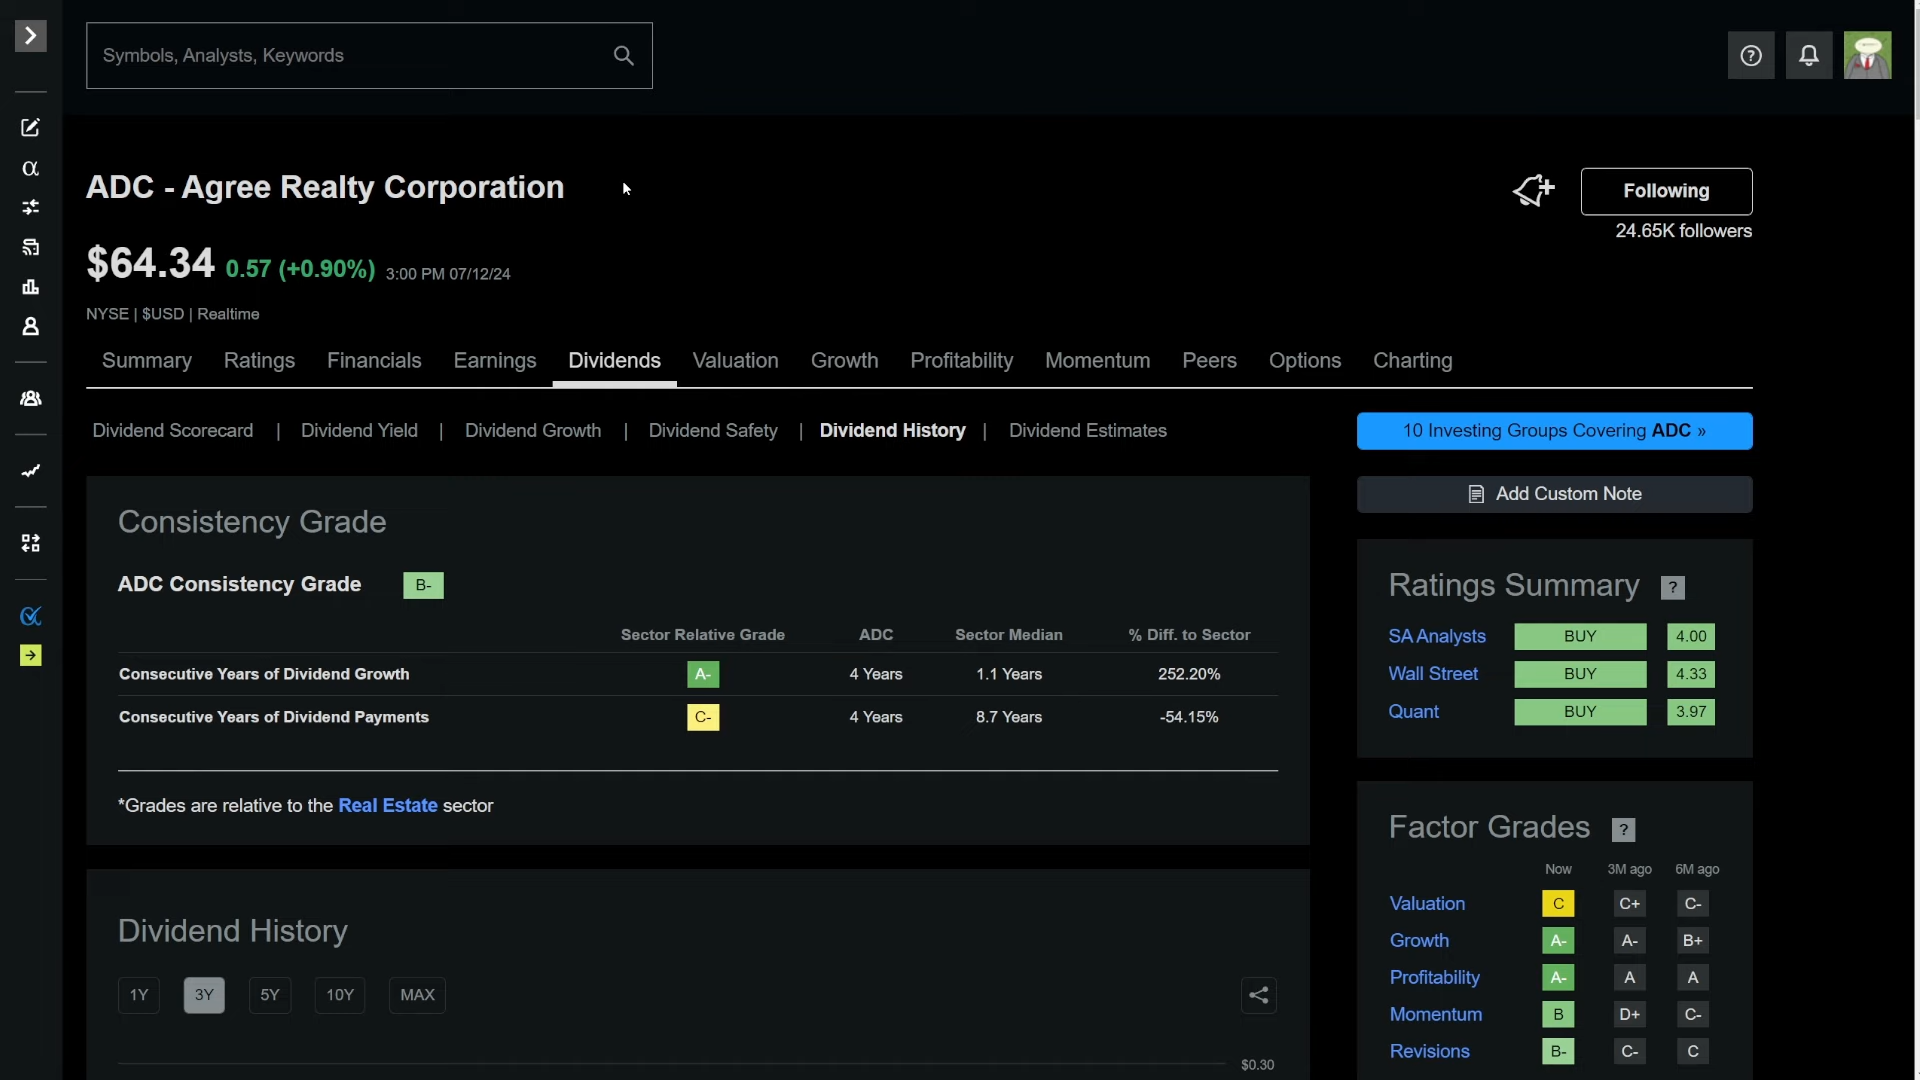 Symbols, Analysts, Keywords
ADC - Agree Realty Corporation
Following
24.65K followers
$64.34 0.57 (+0.90%) 3:00 PM 07/12/24
NYSE | $USD | Realtime
Summary Ratings Financials Earnings Dividends Valuation Growth Profitability Momentum Peers Options Charting
Dividend Scorecard | Dividend Yield | Dividend Growth | Dividend Safety | Dividend History | Dividend Estimates
10 Investing Groups Covering ADC »
Add Custom Note
Consistency Grade
ADC Consistency Grade B-
Sector Relative Grade ADC Sector Median % Diff. to Sector
Consecutive Years of Dividend Growth A- 4 Years 1.1 Years 252.20%
Consecutive Years of Dividend Payments C- 4 Years 8.7 Years -54.15%
*Grades are relative to the Real Estate sector
Ratings Summary ?
SA Analysts BUY 4.00
Wall Street BUY 4.33
Quant BUY 3.97
Factor Grades ?
Now 3M ago 6M ago
Valuation C C+ C-
Growth A- A- B+
Profitability A- A A
Momentum B D+ C-
Revisions B- C- C
Dividend History
1Y 3Y 5Y 10Y MAX
$0.30